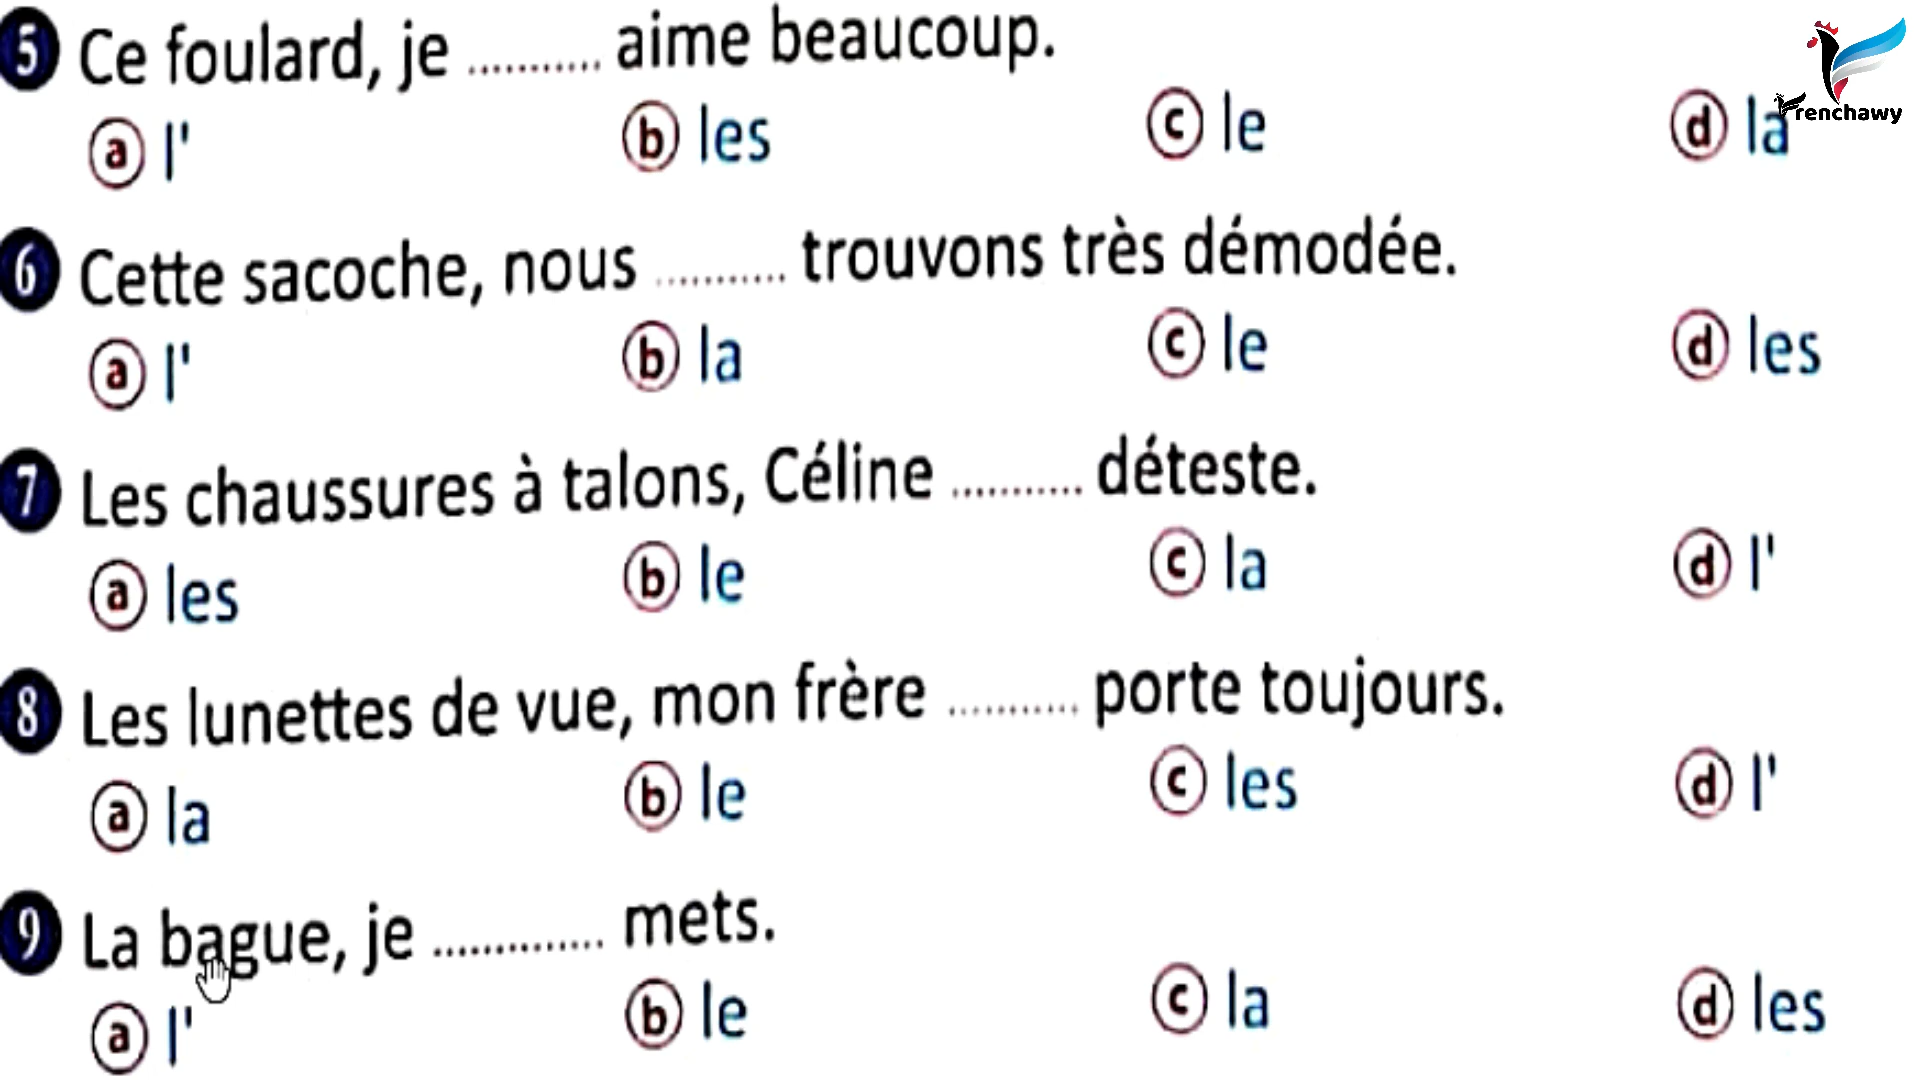 5 Ce foulard, je ........... aime beaucoup.
a l' b les c le d la
Frenchawy
6 Cette sacoche, nous ........... trouvons très démodée.
a l' b la c le d les
7 Les chaussures à talons, Céline ........... déteste.
a les b le c la d l'
8 Les lunettes de vue, mon frère ........... porte toujours.
a la b le c les d l'
9 La bague, je .............. mets.
a l' b le c la d les